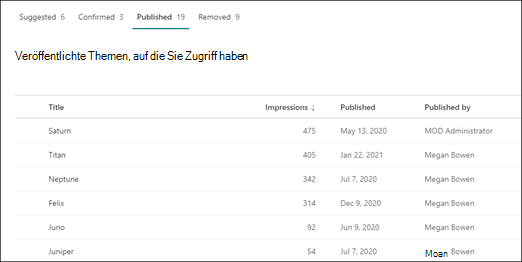 Suggested 6 Confirmed 3 Published 19 Removed 9
Veröffentlichte Themen, auf die Sie Zugriff haben
Title Impressions ↓ Published Published by
Saturn 475 May 13, 2020 MOD Administrator
Titan 405 Jan 22, 2021 Megan Bowen
Neptune 342 Jul 7, 2020 Megan Bowen
Felix 314 Dec 9, 2020 Megan Bowen
Juno 92 Jun 9, 2020 Megan Bowen
Juniper 54 Jul 7, 2020 Moan Bowen